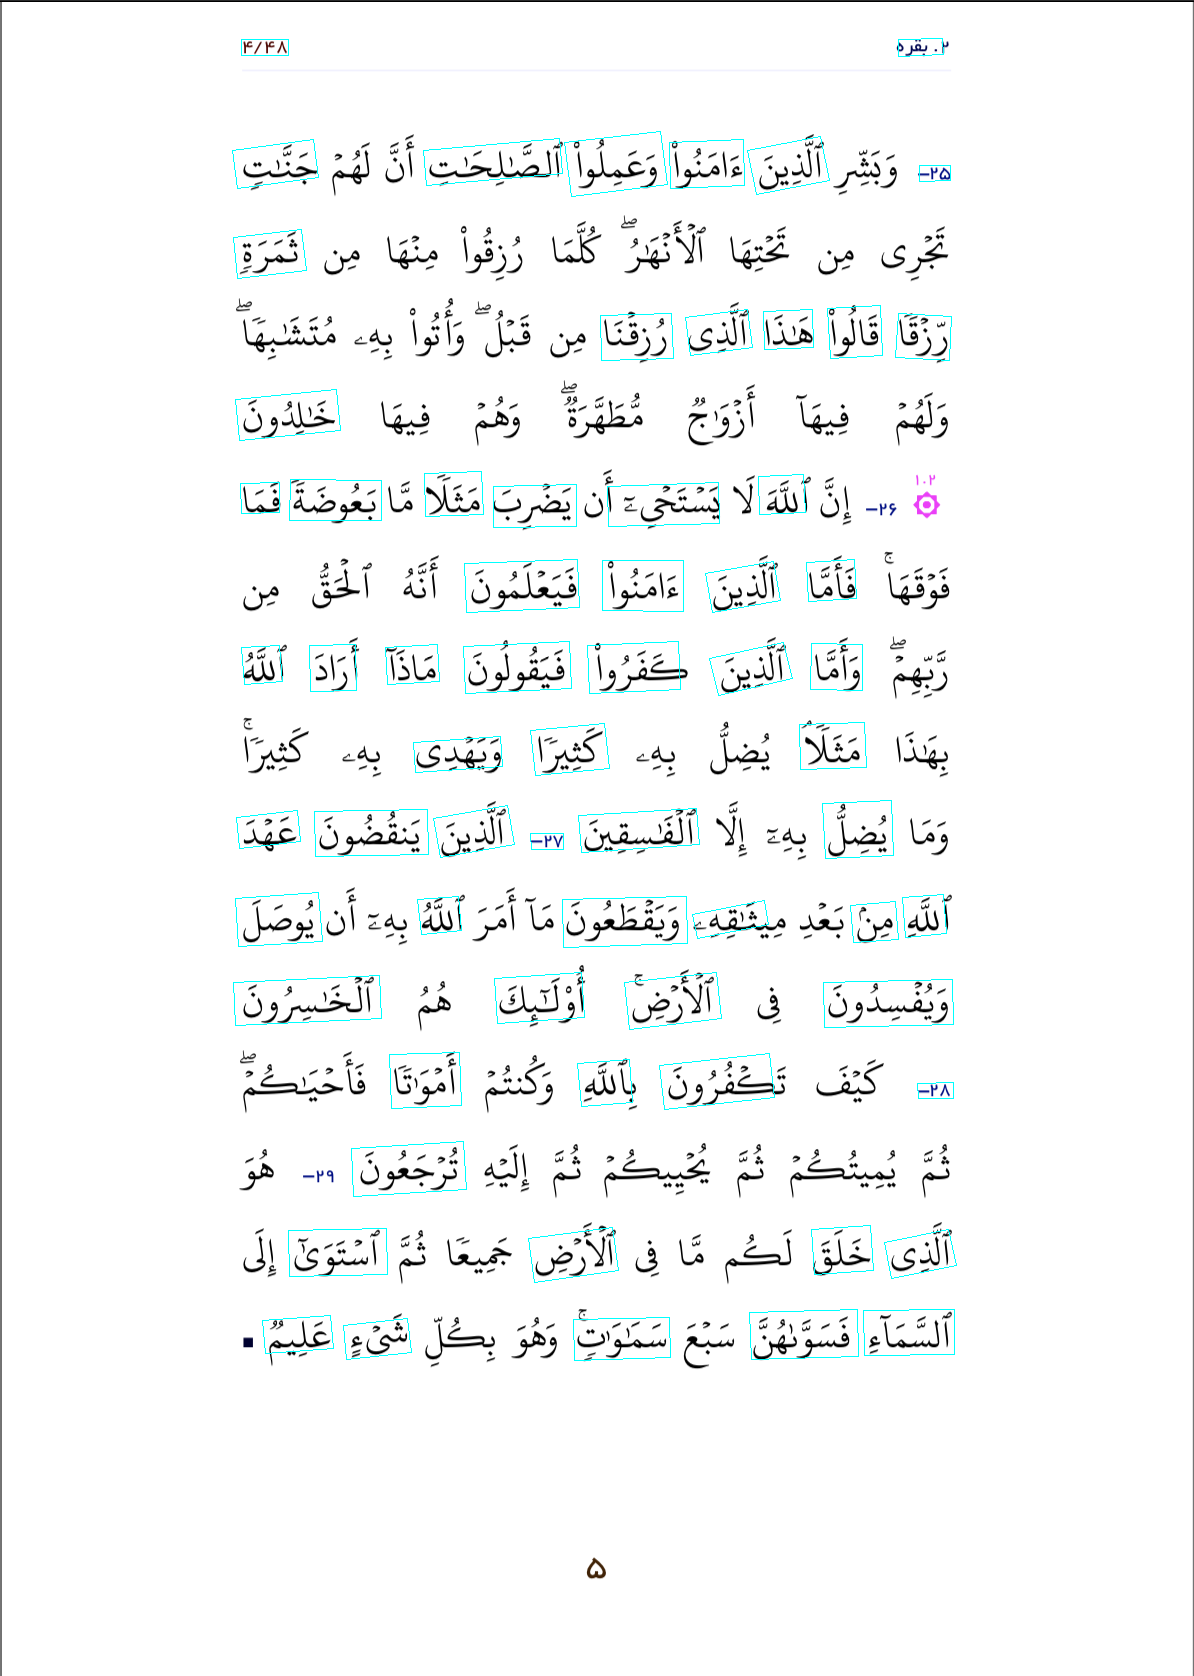 ۲. بقره ۴/۴۸
۲۵- وَبَشِّرِ ٱلَّذِينَ ءَامَنُوا۟ وَعَمِلُوا۟ ٱلصَّـٰلِحَـٰتِ أَنَّ لَهُمْ جَنَّـٰتٍ
تَجْرِى مِن تَحْتِهَا ٱلْأَنْهَـٰرُ ۖ كُلَّمَا رُزِقُوا۟ مِنْهَا مِن ثَمَرَةٍ
رِّزْقًا قَالُوا۟ هَـٰذَا ٱلَّذِى رُزِقْنَا مِن قَبْلُ ۖ وَأُتُوا۟ بِهِۦ مُتَشَـٰبِهًا ۖ
وَلَهُمْ فِيهَآ أَزْوَٰجٌ مُّطَهَّرَةٌ ۖ وَهُمْ فِيهَا خَـٰلِدُونَ
۱۰۲ ۲۶- إِنَّ ٱللَّهَ لَا يَسْتَحْىِۦٓ أَن يَضْرِبَ مَثَلًا مَّا بَعُوضَةً فَمَا
فَوْقَهَا ۚ فَأَمَّا ٱلَّذِينَ ءَامَنُوا۟ فَيَعْلَمُونَ أَنَّهُ ٱلْحَقُّ مِن
رَّبِّهِمْ ۖ وَأَمَّا ٱلَّذِينَ كَفَرُوا۟ فَيَقُولُونَ مَاذَآ أَرَادَ ٱللَّهُ
بِهَـٰذَا مَثَلًا ۘ يُضِلُّ بِهِۦ كَثِيرًا وَيَهْدِى بِهِۦ كَثِيرًا ۚ
وَمَا يُضِلُّ بِهِۦٓ إِلَّا ٱلْفَـٰسِقِينَ ۲۷- ٱلَّذِينَ يَنقُضُونَ عَهْدَ
ٱللَّهِ مِنۢ بَعْدِ مِيثَـٰقِهِۦ وَيَقْطَعُونَ مَآ أَمَرَ ٱللَّهُ بِهِۦٓ أَن يُوصَلَ
وَيُفْسِدُونَ فِى ٱلْأَرْضِ ۚ أُو۟لَـٰٓئِكَ هُمُ ٱلْخَـٰسِرُونَ
۲۸- كَيْفَ تَكْفُرُونَ بِٱللَّهِ وَكُنتُمْ أَمْوَٰتًا فَأَحْيَـٰكُمْ ۖ
ثُمَّ يُمِيتُكُمْ ثُمَّ يُحْيِيكُمْ ثُمَّ إِلَيْهِ تُرْجَعُونَ ۲۹- هُوَ
ٱلَّذِى خَلَقَ لَكُم مَّا فِى ٱلْأَرْضِ جَمِيعًا ثُمَّ ٱسْتَوَىٰٓ إِلَى
ٱلسَّمَآءِ فَسَوَّىٰهُنَّ سَبْعَ سَمَـٰوَٰتٍ ۚ وَهُوَ بِكُلِّ شَىْءٍ عَلِيمٌ
۵